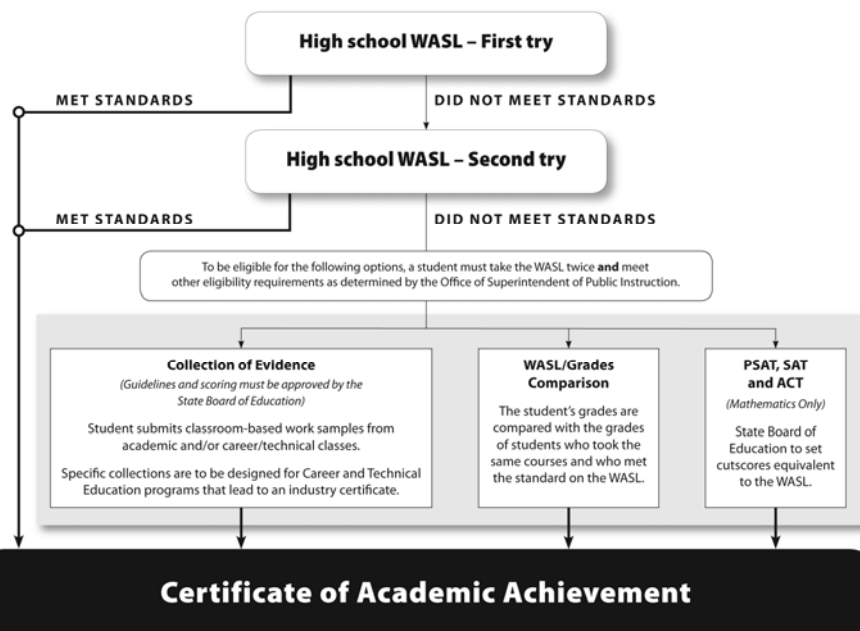 High school WASL – First try
MET STANDARDS
DID NOT MEET STANDARDS
High school WASL – Second try
MET STANDARDS
DID NOT MEET STANDARDS
To be eligible for the following options, a student must take the WASL twice and meet
other eligibility requirements as determined by the Office of Superintendent of Public Instruction.
Collection of Evidence
(Guidelines and scoring must be approved by the
State Board of Education)
Student submits classroom-based work samples from
academic and/or career/technical classes.
Specific collections are to be designed for Career and Technical
Education programs that lead to an industry certificate.
WASL/Grades
Comparison
The student's grades are
compared with the grades
of students who took the
same courses and who met
the standard on the WASL.
PSAT, SAT
and ACT
(Mathematics Only)
State Board of
Education to set
cutscores equivalent
to the WASL.
Certificate of Academic Achievement